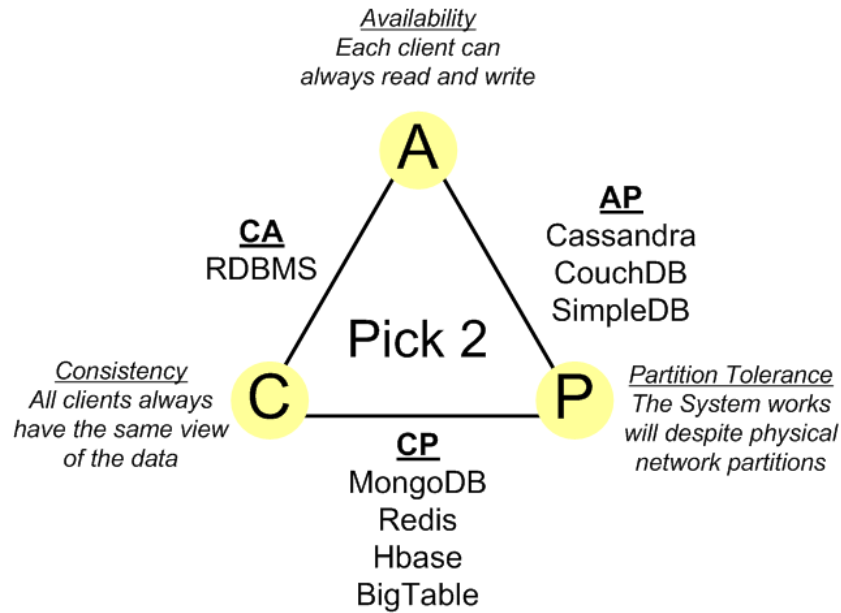 Availability
Each client can
always read and write
A
CA
RDBMS
AP
Cassandra
CouchDB
SimpleDB
Pick 2
Consistency
All clients always
have the same view
of the data
C
P
Partition Tolerance
The System works
will despite physical
network partitions
CP
MongoDB
Redis
Hbase
BigTable